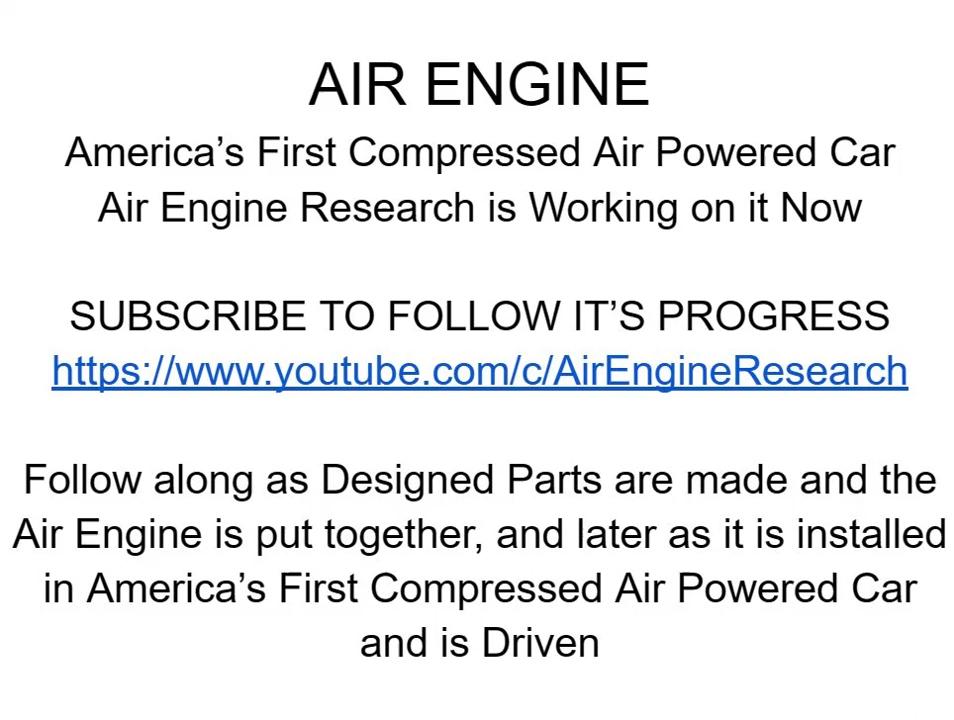 AIR ENGINE
America’s First Compressed Air Powered Car
Air Engine Research is Working on it Now
SUBSCRIBE TO FOLLOW IT’S PROGRESS
https://www.youtube.com/c/AirEngineResearch
Follow along as Designed Parts are made and the
Air Engine is put together, and later as it is installed
in America’s First Compressed Air Powered Car
and is Driven